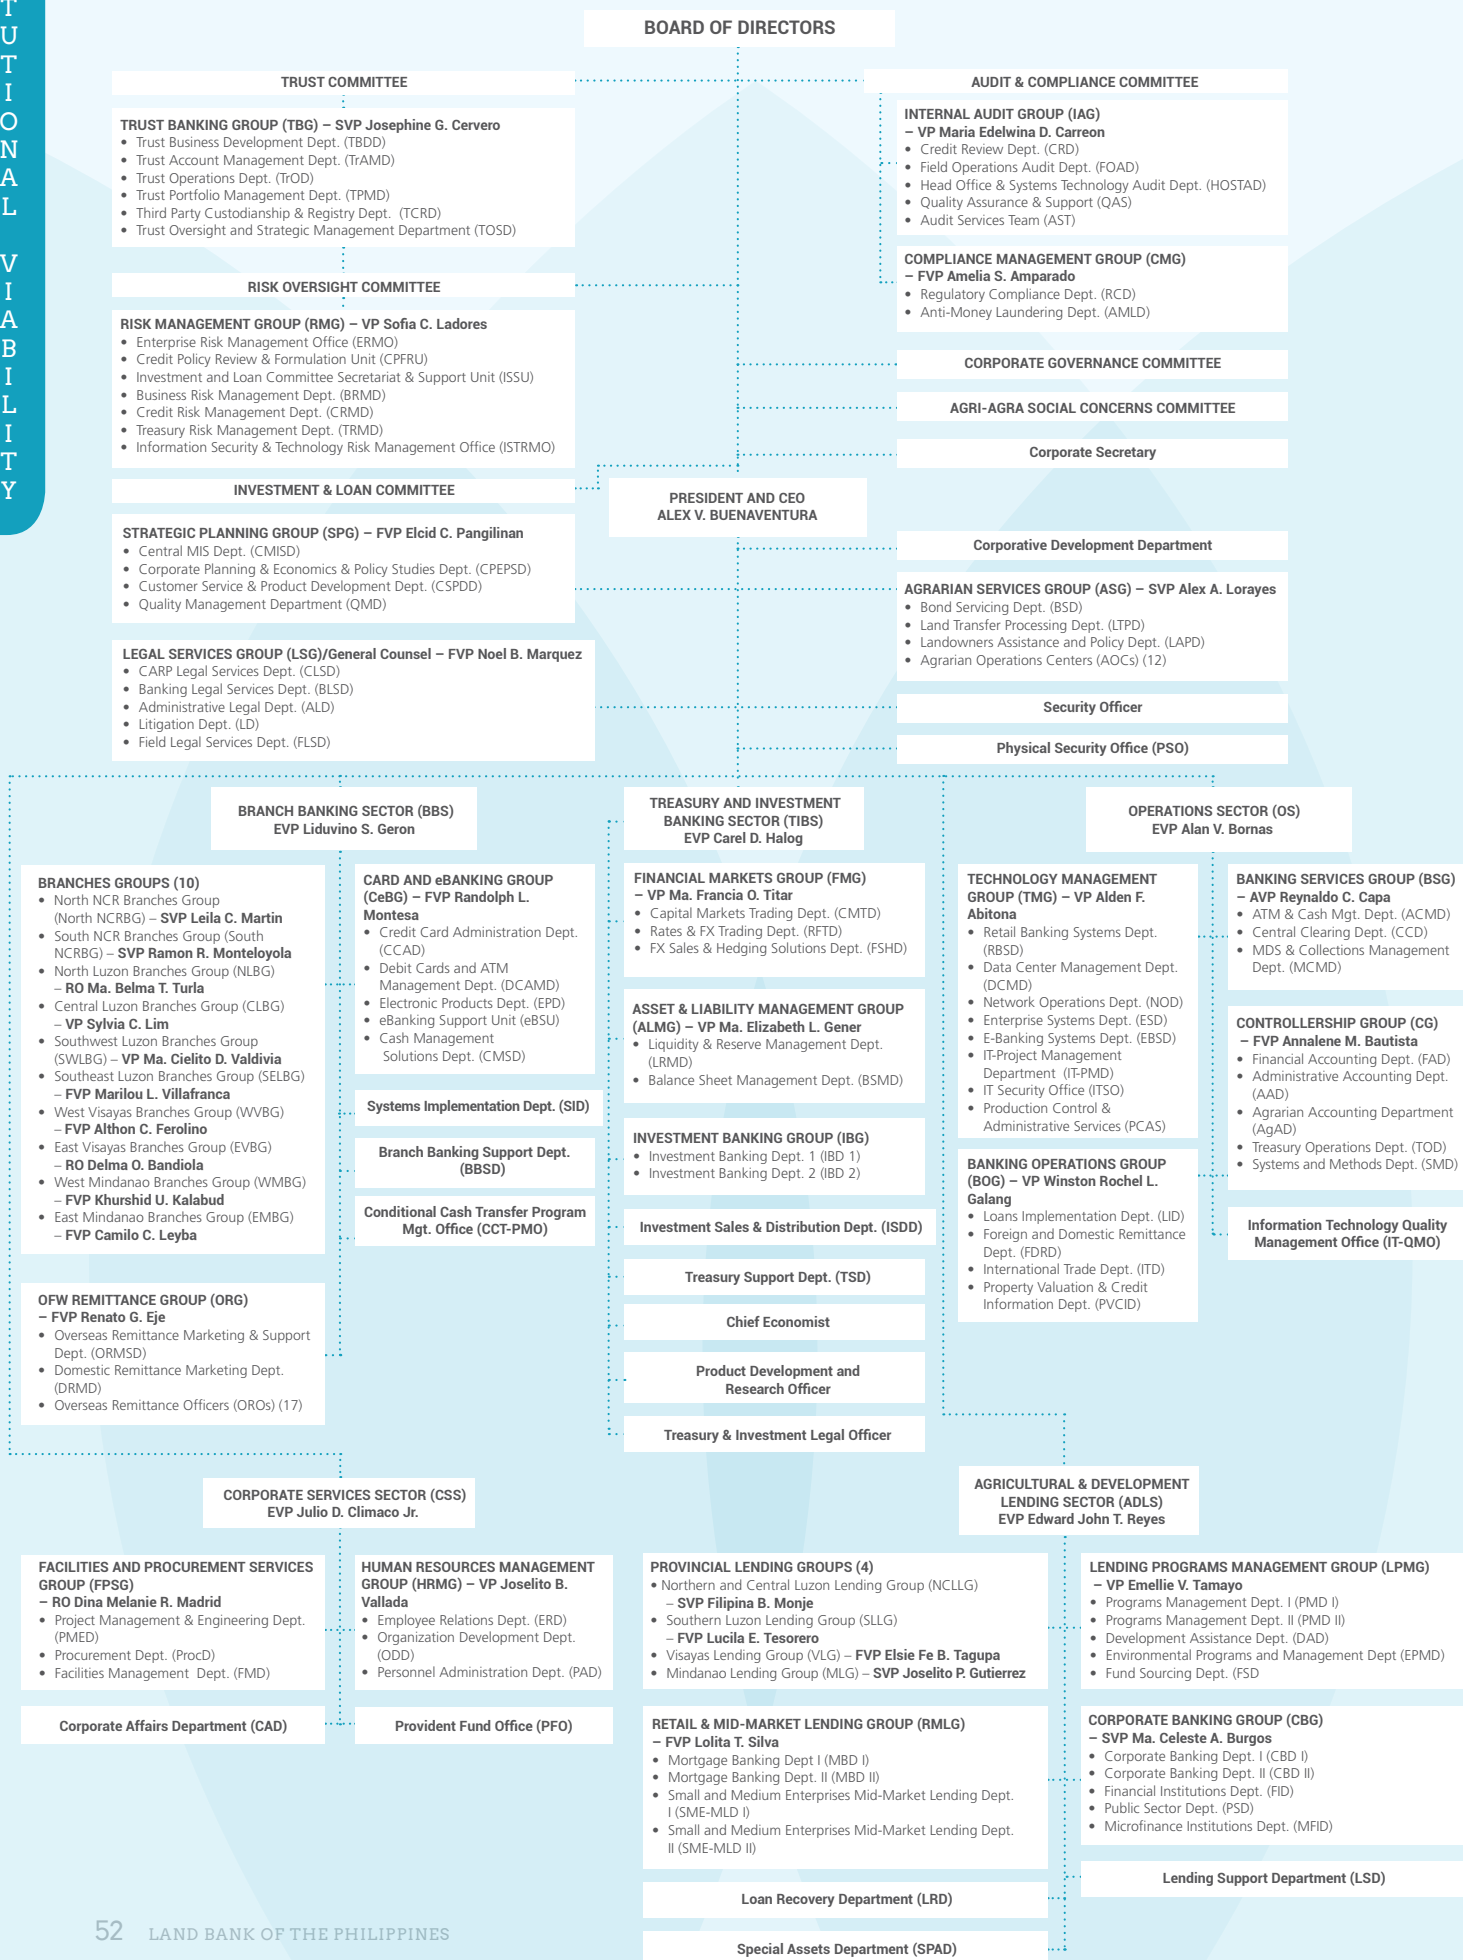 TUTIONAL VIABILITY
BOARD OF DIRECTORS
TRUST COMMITTEE
TRUST BANKING GROUP (TBG) – SVP Josephine G. Cervero
• Trust Business Development Dept. (TBDD)
• Trust Account Management Dept. (TrAMD)
• Trust Operations Dept. (TrOD)
• Trust Portfolio Management Dept. (TPMD)
• Third Party Custodianship & Registry Dept. (TCRD)
• Trust Oversight and Strategic Management Department (TOSD)
RISK OVERSIGHT COMMITTEE
RISK MANAGEMENT GROUP (RMG) – VP Sofia C. Ladores
• Enterprise Risk Management Office (ERMO)
• Credit Policy Review & Formulation Unit (CPFRU)
• Investment and Loan Committee Secretariat & Support Unit (ISSU)
• Business Risk Management Dept. (BRMD)
• Credit Risk Management Dept. (CRMD)
• Treasury Risk Management Dept. (TRMD)
• Information Security & Technology Risk Management Office (ISTRMO)
INVESTMENT & LOAN COMMITTEE
AUDIT & COMPLIANCE COMMITTEE
INTERNAL AUDIT GROUP (IAG)
– VP Maria Edelwina D. Carreon
• Credit Review Dept. (CRD)
• Field Operations Audit Dept. (FOAD)
• Head Office & Systems Technology Audit Dept. (HOSTAD)
• Quality Assurance & Support (QAS)
• Audit Services Team (AST)
COMPLIANCE MANAGEMENT GROUP (CMG)
– FVP Amelia S. Amparado
• Regulatory Compliance Dept. (RCD)
• Anti-Money Laundering Dept. (AMLD)
CORPORATE GOVERNANCE COMMITTEE
AGRI-AGRA SOCIAL CONCERNS COMMITTEE
Corporate Secretary
PRESIDENT AND CEO
ALEX V. BUENAVENTURA
STRATEGIC PLANNING GROUP (SPG) – FVP Elcid C. Pangilinan
• Central MIS Dept. (CMISD)
• Corporate Planning & Economics & Policy Studies Dept. (CPEPSD)
• Customer Service & Product Development Dept. (CSPDD)
• Quality Management Department (QMD)
LEGAL SERVICES GROUP (LSG)/General Counsel – FVP Noel B. Marquez
• CARP Legal Services Dept. (CLSD)
• Banking Legal Services Dept. (BLSD)
• Administrative Legal Dept. (ALD)
• Litigation Dept. (LD)
• Field Legal Services Dept. (FLSD)
Corporative Development Department
AGRARIAN SERVICES GROUP (ASG) – SVP Alex A. Lorayes
• Bond Servicing Dept. (BSD)
• Land Transfer Processing Dept. (LTPD)
• Landowners Assistance and Policy Dept. (LAPD)
• Agrarian Operations Centers (AOCs) (12)
Security Officer
Physical Security Office (PSO)
BRANCH BANKING SECTOR (BBS)
EVP Liduvino S. Geron
BRANCHES GROUPS (10)
• North NCR Branches Group
(North NCRBG) – SVP Leila C. Martin
• South NCR Branches Group (South
NCRBG) – SVP Ramon R. Monteloyola
• North Luzon Branches Group (NLBG)
– RO Ma. Belma T. Turla
• Central Luzon Branches Group (CLBG)
– VP Sylvia C. Lim
• Southwest Luzon Branches Group
(SWLBG) – VP Ma. Cielito D. Valdivia
• Southeast Luzon Branches Group (SELBG)
– FVP Marilou L. Villafranca
• West Visayas Branches Group (WVBG)
– FVP Althon C. Ferolino
• East Visayas Branches Group (EVBG)
– RO Delma O. Bandiola
• West Mindanao Branches Group (WMBG)
– FVP Khurshid U. Kalabud
• East Mindanao Branches Group (EMBG)
– FVP Camilo C. Leyba
OFW REMITTANCE GROUP (ORG)
– FVP Renato G. Eje
• Overseas Remittance Marketing & Support
Dept. (ORMSD)
• Domestic Remittance Marketing Dept.
(DRMD)
• Overseas Remittance Officers (OROs) (17)
CARD AND eBANKING GROUP
(CeBG) – FVP Randolph L.
Montesa
• Credit Card Administration Dept.
(CCAD)
• Debit Cards and ATM
Management Dept. (DCAMD)
• Electronic Products Dept. (EPD)
• eBanking Support Unit (eBSU)
• Cash Management
Solutions Dept. (CMSD)
Systems Implementation Dept. (SID)
Branch Banking Support Dept.
(BBSD)
Conditional Cash Transfer Program
Mgt. Office (CCT-PMO)
TREASURY AND INVESTMENT
BANKING SECTOR (TIBS)
EVP Carel D. Halog
FINANCIAL MARKETS GROUP (FMG)
– VP Ma. Francia O. Titar
• Capital Markets Trading Dept. (CMTD)
• Rates & FX Trading Dept. (RFTD)
• FX Sales & Hedging Solutions Dept. (FSHD)
ASSET & LIABILITY MANAGEMENT GROUP
(ALMG) – VP Ma. Elizabeth L. Gener
• Liquidity & Reserve Management Dept.
(LRMD)
• Balance Sheet Management Dept. (BSMD)
INVESTMENT BANKING GROUP (IBG)
• Investment Banking Dept. 1 (IBD 1)
• Investment Banking Dept. 2 (IBD 2)
Investment Sales & Distribution Dept. (ISDD)
Treasury Support Dept. (TSD)
Chief Economist
Product Development and
Research Officer
Treasury & Investment Legal Officer
OPERATIONS SECTOR (OS)
EVP Alan V. Bornas
TECHNOLOGY MANAGEMENT
GROUP (TMG) – VP Alden F.
Abitona
• Retail Banking Systems Dept.
(RBSD)
• Data Center Management Dept.
(DCMD)
• Network Operations Dept. (NOD)
• Enterprise Systems Dept. (ESD)
• E-Banking Systems Dept. (EBSD)
• IT-Project Management
Department (IT-PMD)
• IT Security Office (ITSO)
• Production Control &
Administrative Services (PCAS)
BANKING OPERATIONS GROUP
(BOG) – VP Winston Rochel L.
Galang
• Loans Implementation Dept. (LID)
• Foreign and Domestic Remittance
Dept. (FDRD)
• International Trade Dept. (ITD)
• Property Valuation & Credit
Information Dept. (PVCID)
BANKING SERVICES GROUP (BSG)
– AVP Reynaldo C. Capa
• ATM & Cash Mgt. Dept. (ACMD)
• Central Clearing Dept. (CCD)
• MDS & Collections Management
Dept. (MCMD)
CONTROLLERSHIP GROUP (CG)
– FVP Annalene M. Bautista
• Financial Accounting Dept. (FAD)
• Administrative Accounting Dept.
(AAD)
• Agrarian Accounting Department
(AgAD)
• Treasury Operations Dept. (TOD)
• Systems and Methods Dept. (SMD)
Information Technology Quality
Management Office (IT-QMO)
CORPORATE SERVICES SECTOR (CSS)
EVP Julio D. Climaco Jr.
FACILITIES AND PROCUREMENT SERVICES
GROUP (FPSG)
– RO Dina Melanie R. Madrid
• Project Management & Engineering Dept.
(PMED)
• Procurement Dept. (ProcD)
• Facilities Management Dept. (FMD)
Corporate Affairs Department (CAD)
HUMAN RESOURCES MANAGEMENT
GROUP (HRMG) – VP Joselito B.
Vallada
• Employee Relations Dept. (ERD)
• Organization Development Dept.
(ODD)
• Personnel Administration Dept. (PAD)
Provident Fund Office (PFO)
AGRICULTURAL & DEVELOPMENT
LENDING SECTOR (ADLS)
EVP Edward John T. Reyes
PROVINCIAL LENDING GROUPS (4)
• Northern and Central Luzon Lending Group (NCLLG)
– SVP Filipina B. Monje
• Southern Luzon Lending Group (SLLG)
– FVP Lucila E. Tesorero
• Visayas Lending Group (VLG) – FVP Elsie Fe B. Tagupa
• Mindanao Lending Group (MLG) – SVP Joselito P. Gutierrez
RETAIL & MID-MARKET LENDING GROUP (RMLG)
– FVP Lolita T. Silva
• Mortgage Banking Dept I (MBD I)
• Mortgage Banking Dept. II (MBD II)
• Small and Medium Enterprises Mid-Market Lending Dept.
I (SME-MLD I)
• Small and Medium Enterprises Mid-Market Lending Dept.
II (SME-MLD II)
Loan Recovery Department (LRD)
Special Assets Department (SPAD)
LENDING PROGRAMS MANAGEMENT GROUP (LPMG)
– VP Emellie V. Tamayo
• Programs Management Dept. I (PMD I)
• Programs Management Dept. II (PMD II)
• Development Assistance Dept. (DAD)
• Environmental Programs and Management Dept (EPMD)
• Fund Sourcing Dept. (FSD
CORPORATE BANKING GROUP (CBG)
– SVP Ma. Celeste A. Burgos
• Corporate Banking Dept. I (CBD I)
• Corporate Banking Dept. II (CBD II)
• Financial Institutions Dept. (FID)
• Public Sector Dept. (PSD)
• Microfinance Institutions Dept. (MFID)
Lending Support Department (LSD)
52 LAND BANK OF THE PHILIPPINES